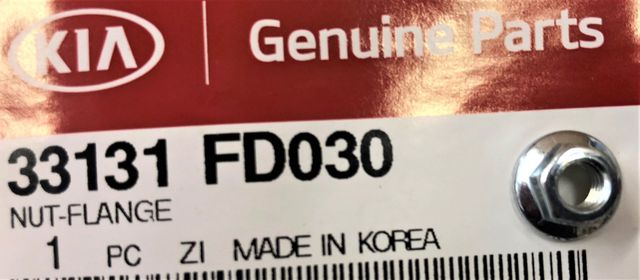 KIA Genuine Parts
33131 FD030
NUT-FLANGE
1 PC ZI MADE IN KOREA